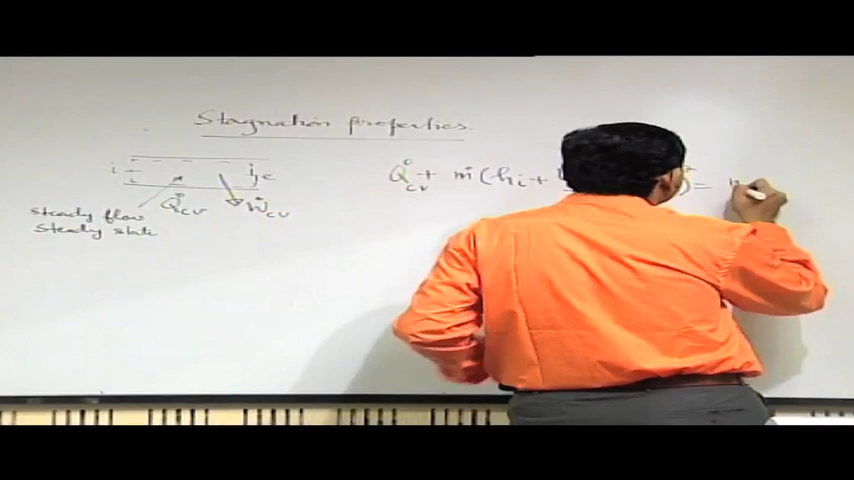 Stagnation properties.
i e
i
Q̇cv Ẇcv
steady flow
steady state
Q̇cv + ṁ(hi + ) =